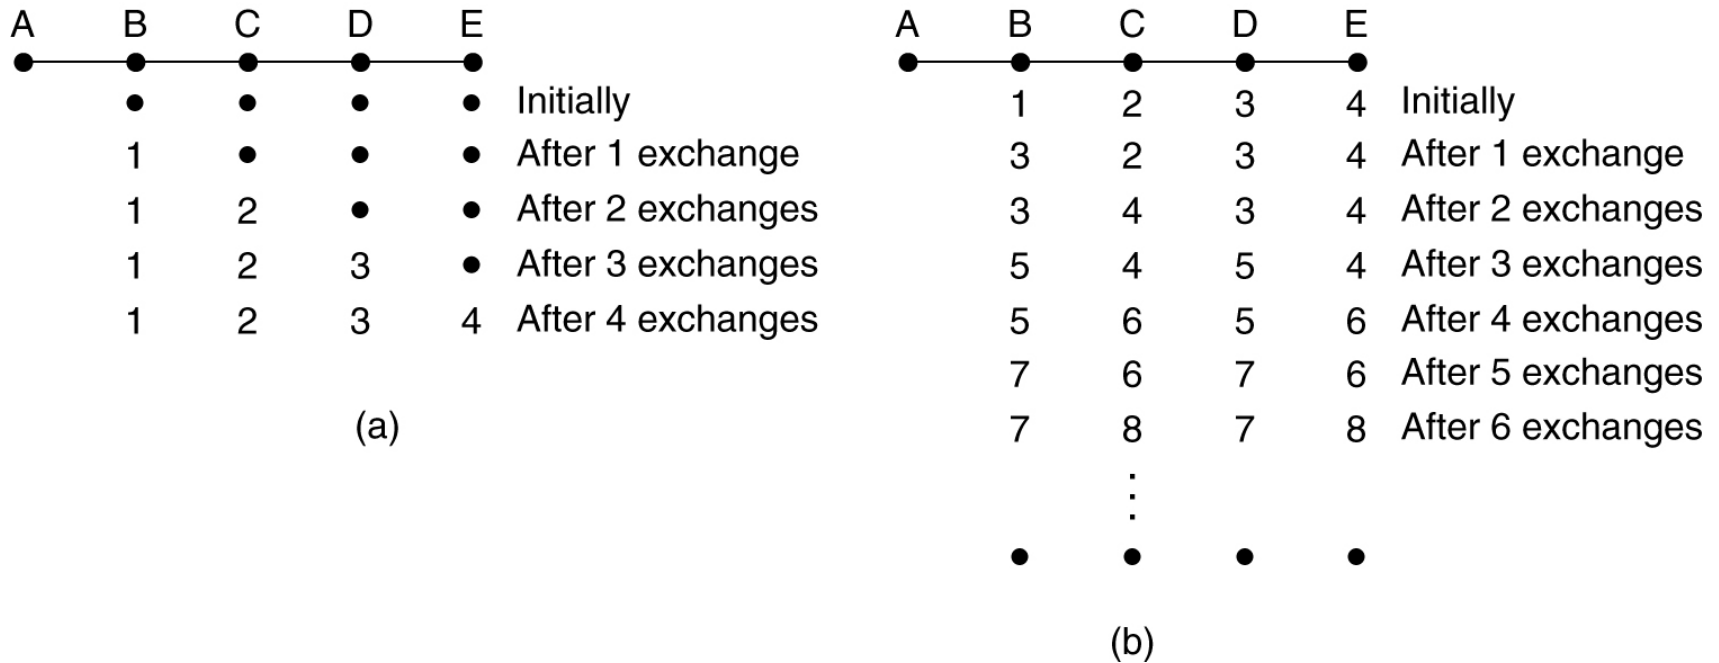 A B C D E
• • • • Initially
1 • • • After 1 exchange
1 2 • • After 2 exchanges
1 2 3 • After 3 exchanges
1 2 3 4 After 4 exchanges
(a)
A B C D E
1 2 3 4 Initially
3 2 3 4 After 1 exchange
3 4 3 4 After 2 exchanges
5 4 5 4 After 3 exchanges
5 6 5 6 After 4 exchanges
7 6 7 6 After 5 exchanges
7 8 7 8 After 6 exchanges
⋮
• • • •
(b)